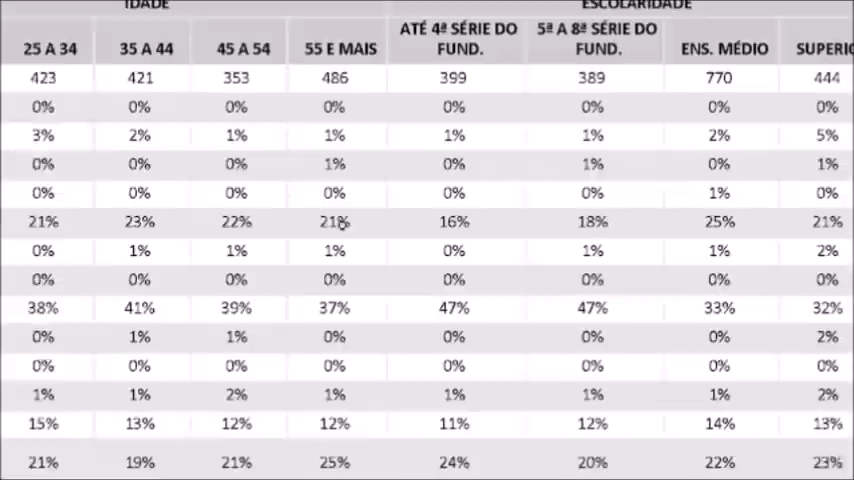 IDADE ESCOLARIDADE
25 A 34 35 A 44 45 A 54 55 E MAIS ATÉ 4ª SÉRIE DO FUND. 5ª A 8ª SÉRIE DO FUND. ENS. MÉDIO SUPERIO
423 421 353 486 399 389 770 444
0% 0% 0% 0% 0% 0% 0% 0%
3% 2% 1% 1% 1% 1% 2% 5%
0% 0% 0% 1% 0% 1% 0% 1%
0% 0% 0% 0% 0% 0% 1% 0%
21% 23% 22% 21% 16% 18% 25% 21%
0% 1% 1% 1% 0% 1% 1% 2%
0% 0% 0% 0% 0% 0% 0% 0%
38% 41% 39% 37% 47% 47% 33% 32%
0% 1% 1% 0% 0% 0% 0% 2%
0% 0% 0% 0% 0% 0% 0% 0%
1% 1% 2% 1% 1% 1% 1% 2%
15% 13% 12% 12% 11% 12% 14% 13%
21% 19% 21% 25% 24% 20% 22% 23%